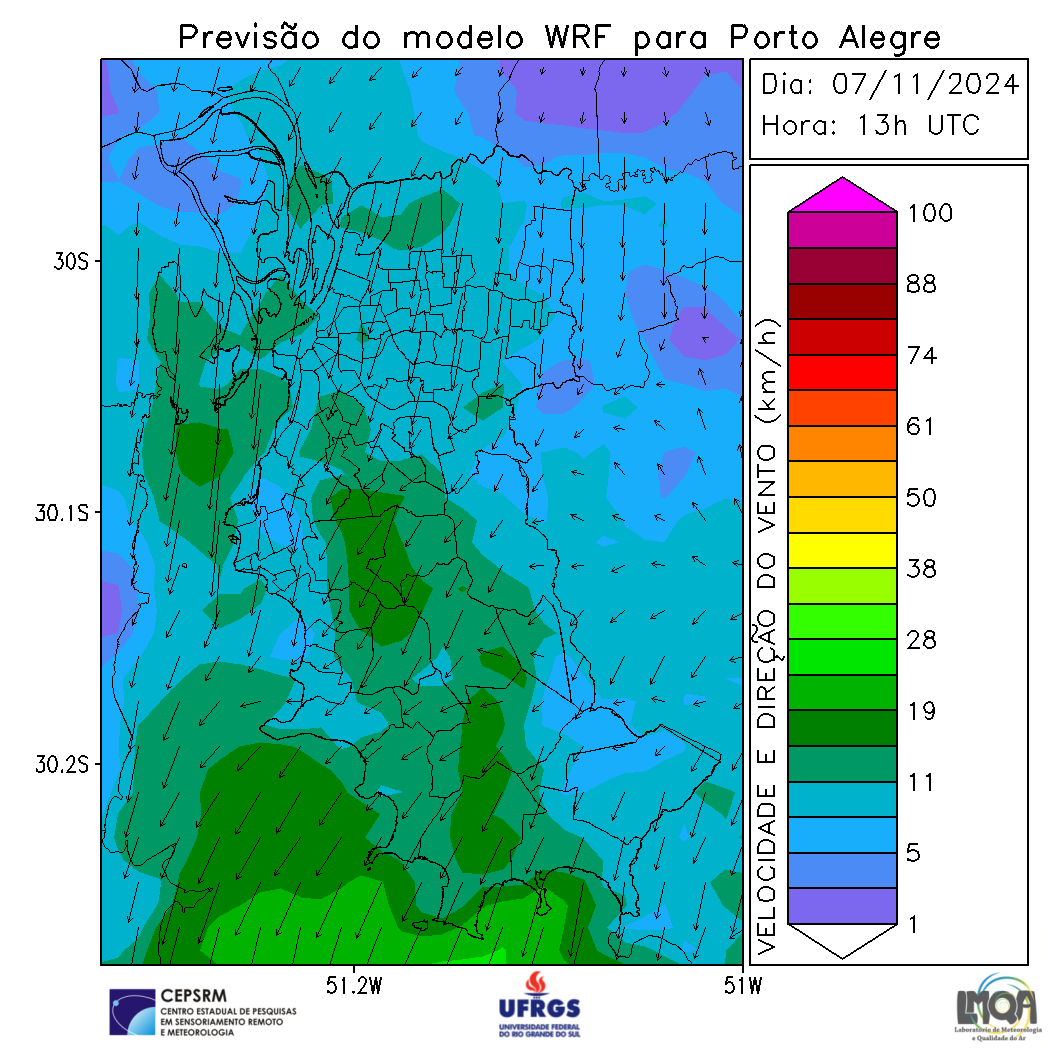 Previsão do modelo WRF para Porto Alegre
Dia: 07/11/2024
Hora: 13h UTC
30S
30.1S
30.2S
51.2W
51W
VELOCIDADE E DIREÇÃO DO VENTO (km/h)
100
88
74
61
50
38
28
19
11
5
1
CEPSRM
CENTRO ESTADUAL DE PESQUISAS
EM SENSORIAMENTO REMOTO
E METEOROLOGIA
UFRGS
UNIVERSIDADE FEDERAL
DO RIO GRANDE DO SUL
LMQA
Laboratório de Meteorologia
e Qualidade do Ar